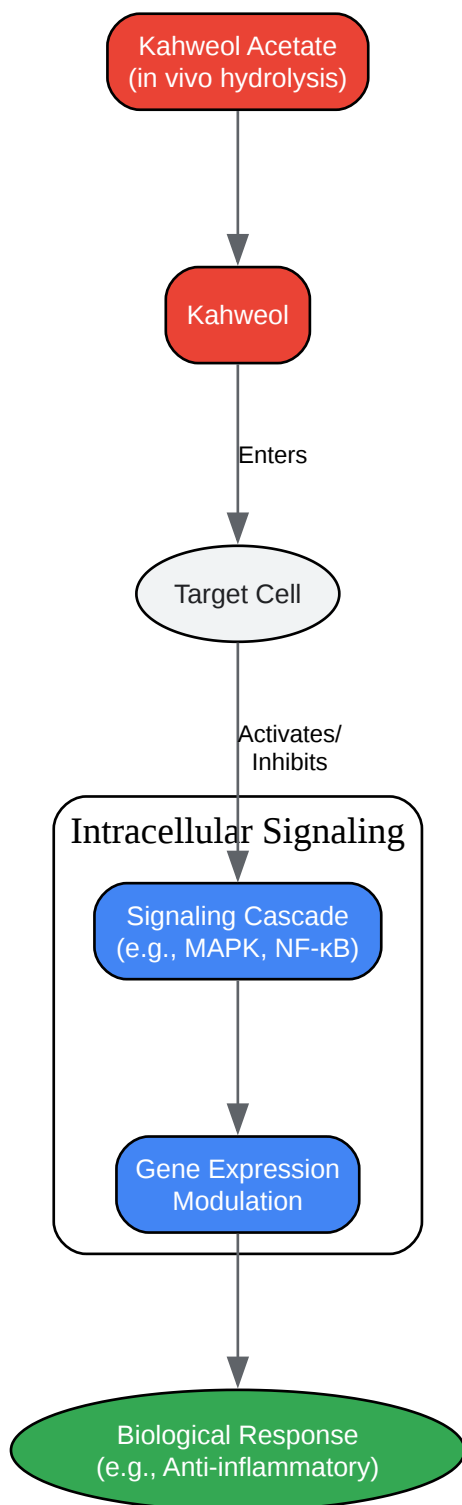 Kahweol Acetate
(in vivo hydrolysis)
Kahweol
Enters
Target Cell
Activates/
Inhibits
Intracellular Signaling
Signaling Cascade
(e.g., MAPK, NF-κB)
Gene Expression
Modulation
Biological Response
(e.g., Anti-inflammatory)